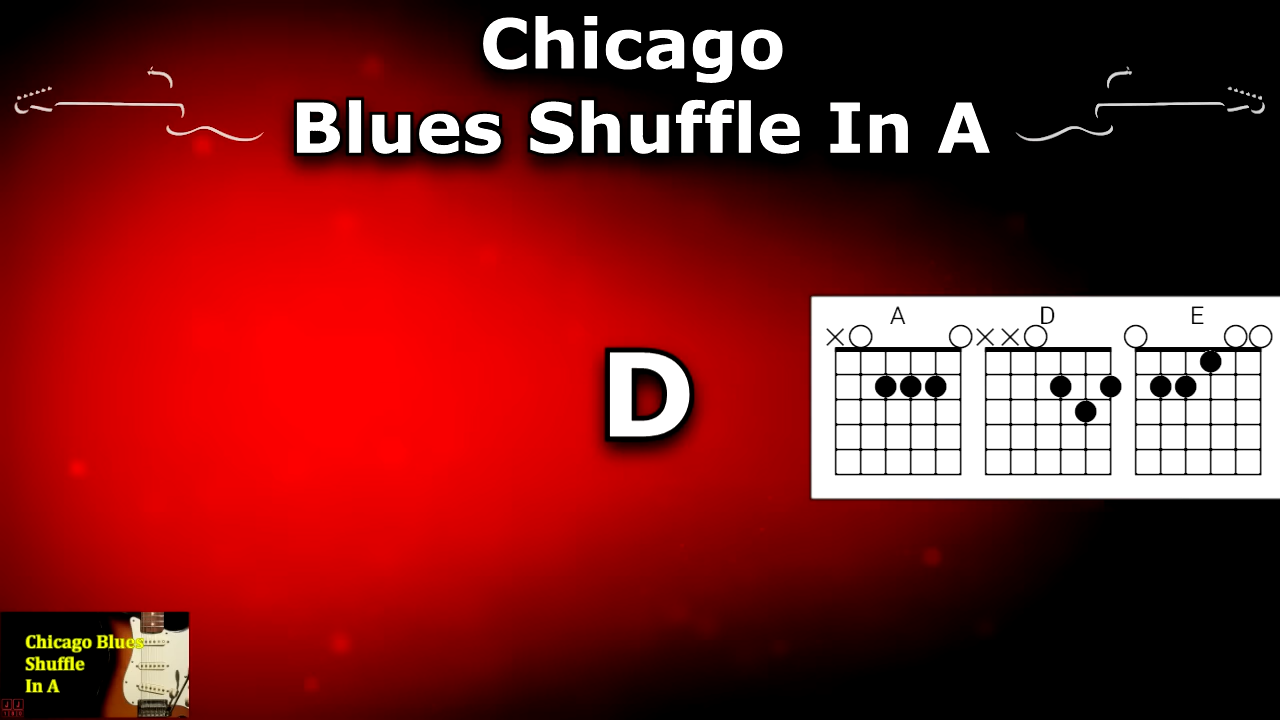 Chicago
Blues Shuffle In A
A D E
D
Chicago Blues
Shuffle
In A